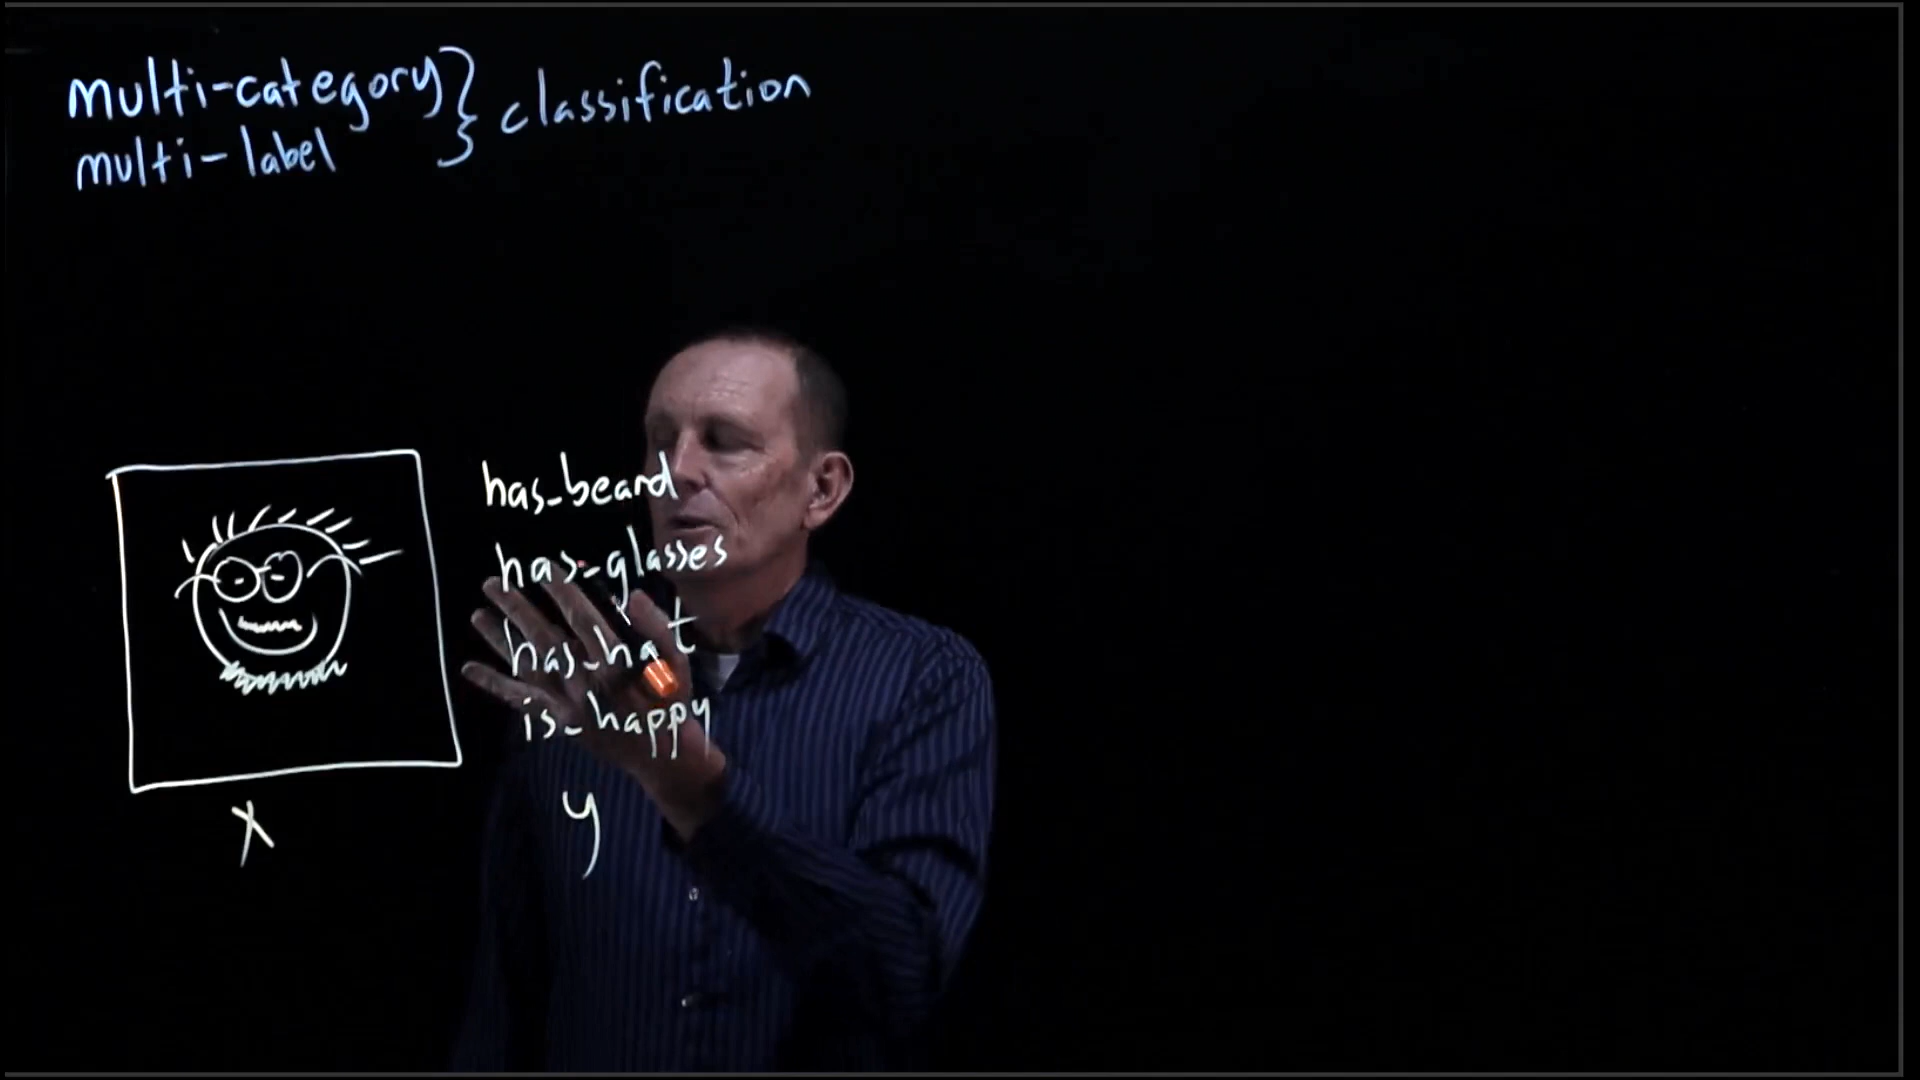 multi-category } classification
multi-label
has_beard
has_glasses
has_hat
is_happy
x
y